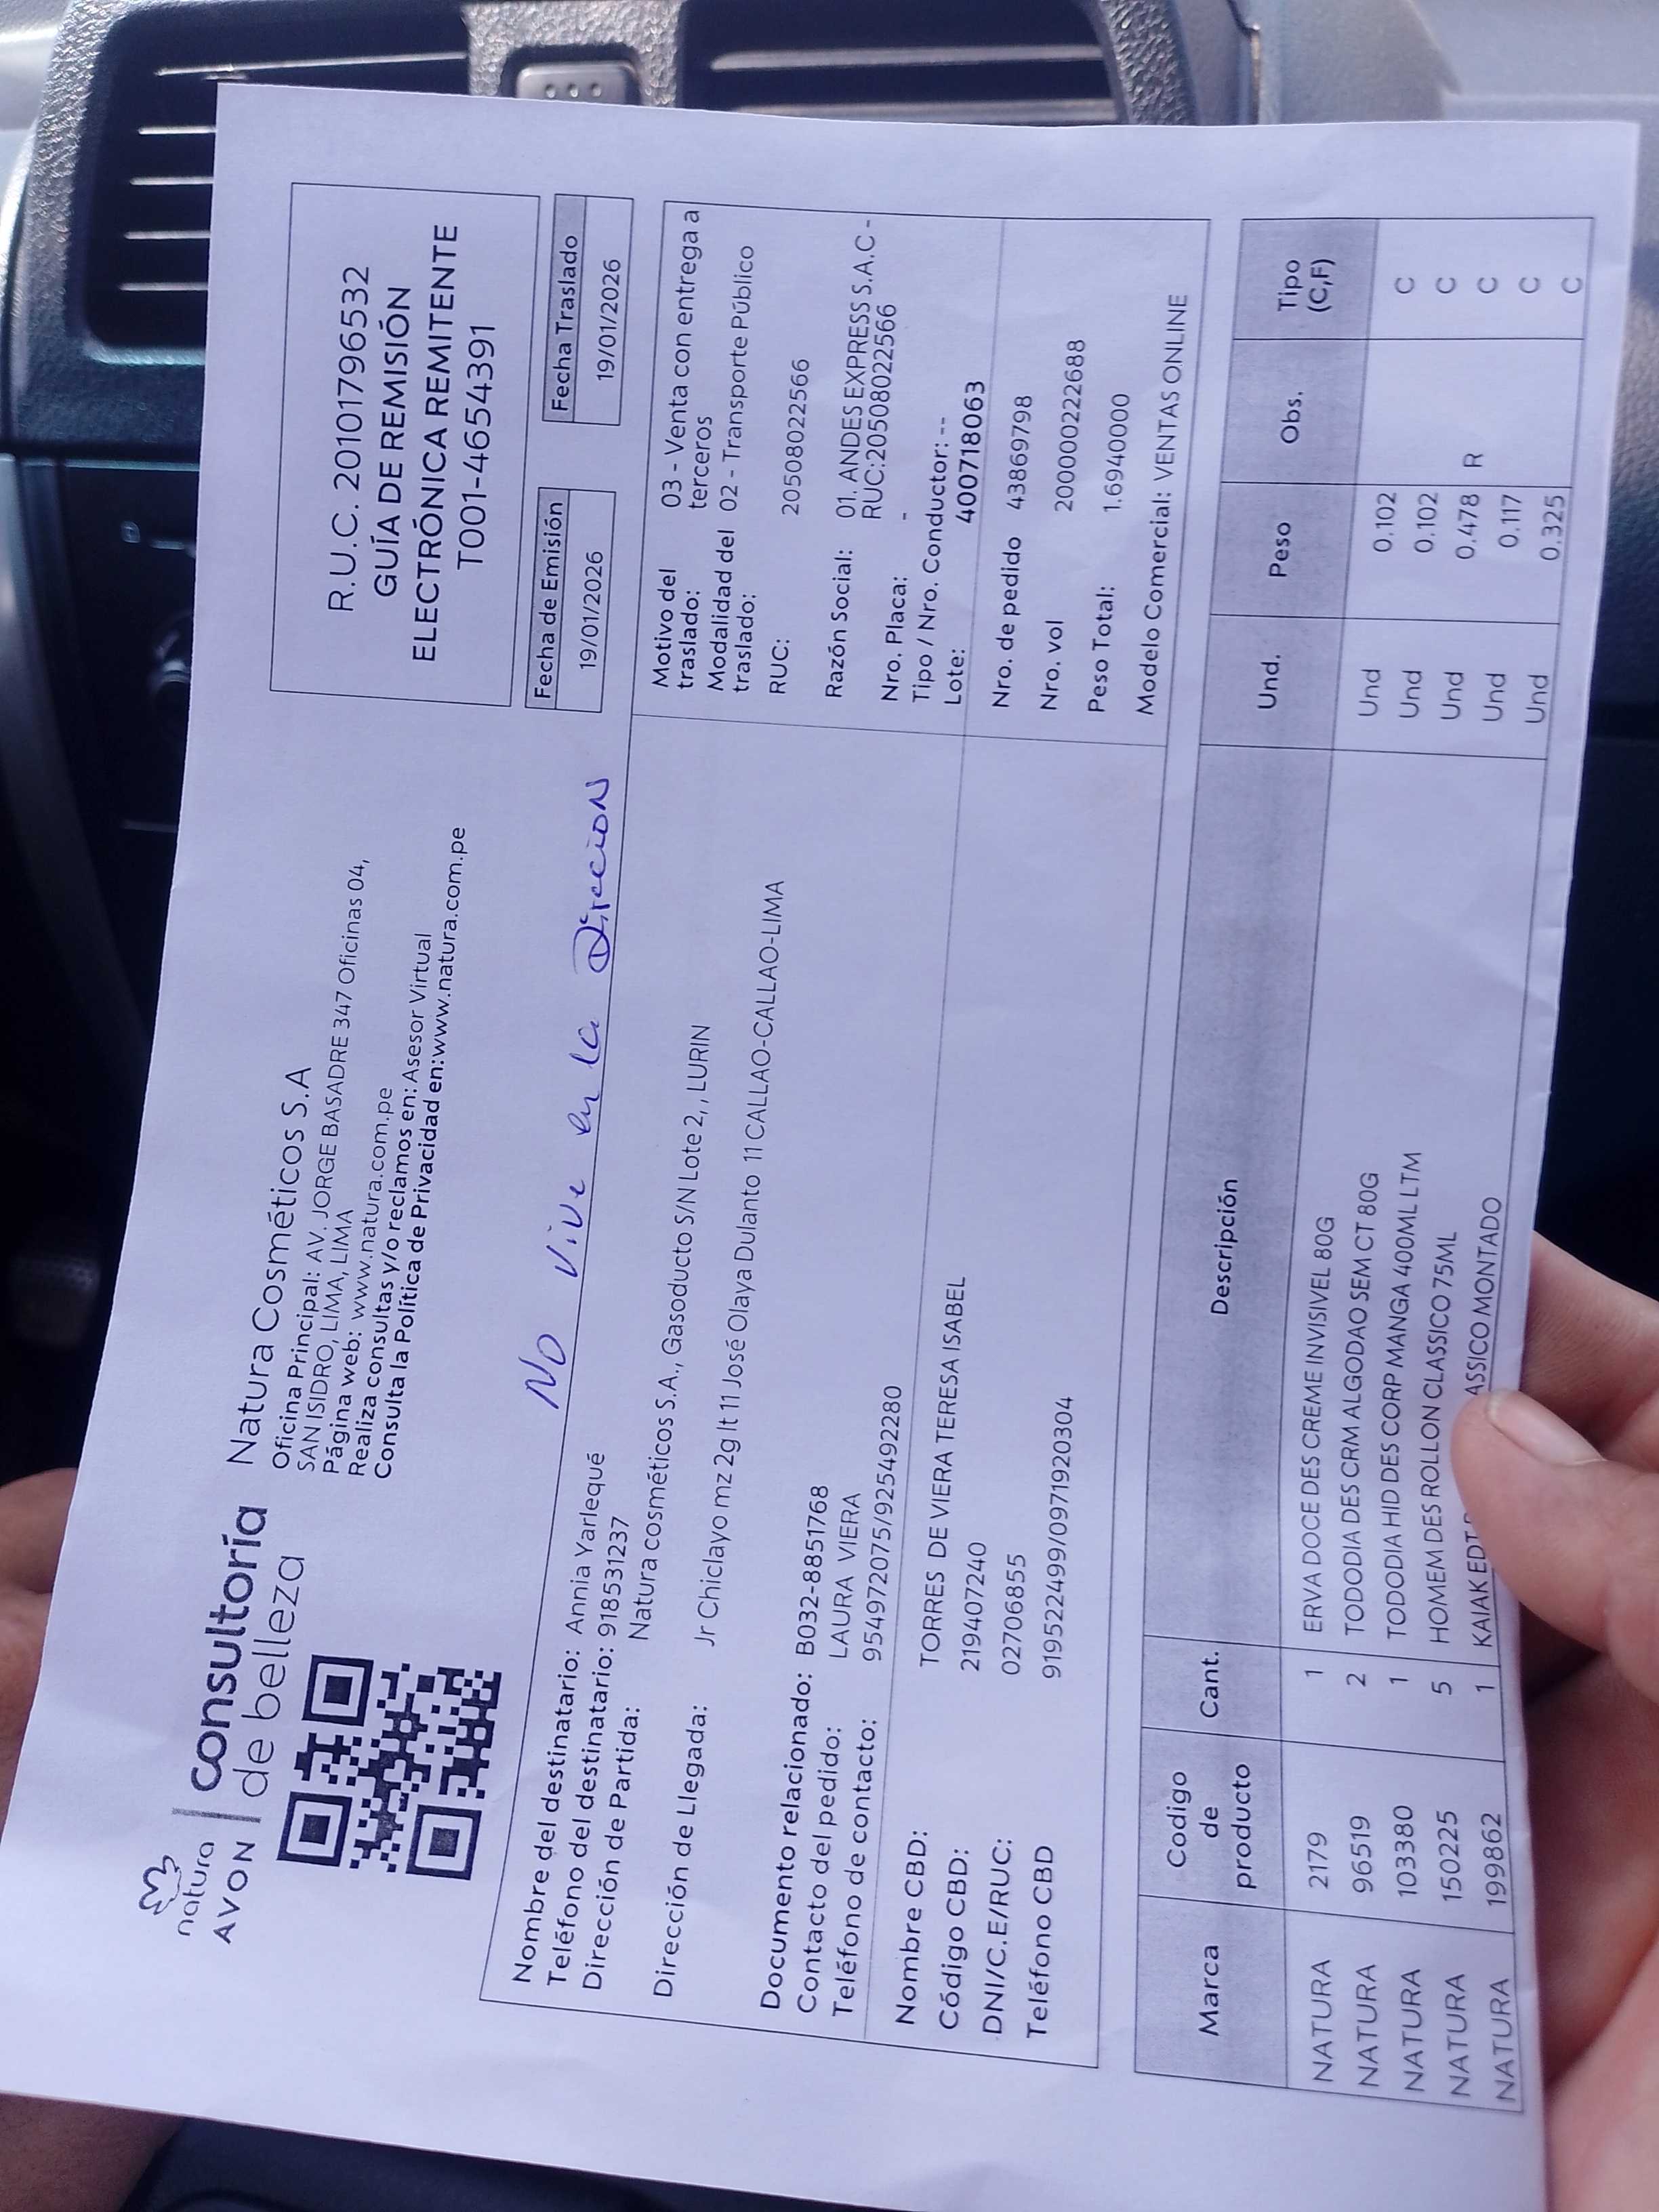 natura
AVON
consultoría
de belleza
Natura Cosméticos S.A
Oficina Principal: AV. JORGE BASADRE 347 Oficinas 04,
SAN ISIDRO, LIMA, LIMA
Página web: www.natura.com.pe
Realiza consultas y/o reclamos en: Asesor Virtual
Consulta la Política de Privacidad en:www.natura.com.pe
R.U.C. 20101796532
GUÍA DE REMISIÓN
ELECTRÓNICA REMITENTE
T001-4654391
No vive en la Direccion
Fecha de Emisión
19/01/2026
Fecha Traslado
19/01/2026
Nombre del destinatario: Annia Yarlequé
Teléfono del destinatario: 918531237
Dirección de Partida: Natura cosméticos S.A., Gasoducto S/N Lote 2, , LURIN
Dirección de Llegada: Jr Chiclayo mz 2g lt 11 José Olaya Dulanto 11 CALLAO-CALLAO-LIMA
Documento relacionado: B032-8851768
Contacto del pedido: LAURA VIERA
Teléfono de contacto: 954972075/925492280
Nombre CBD: TORRES DE VIERA TERESA ISABEL
Código CBD: 219407240
DNI/C.E/RUC: 02706855
Teléfono CBD 919522499/0971920304
Motivo del traslado: 03 - Venta con entrega a terceros
Modalidad del traslado: 02 - Transporte Público
RUC: 20508022566
Razón Social: 01. ANDES EXPRESS S.A.C -
RUC:20508022566
Nro. Placa: -
Tipo / Nro. Conductor: --
Lote: 400718063
Nro. de pedido 43869798
Nro. vol 200000222688
Peso Total: 1.6940000
Modelo Comercial: VENTAS ONLINE
Marca Codigo de producto Cant. Descripción Und. Peso Obs. Tipo (C,F)
NATURA 2179 1 ERVA DOCE DES CREME INVISIVEL 80G Und 0.102 C
NATURA 96519 2 TODODIA DES CRM ALGODAO SEM CT 80G Und 0.102 C
NATURA 103380 1 TODODIA HID DES CORP MANGA 400ML LTM Und 0.478 R C
NATURA 150225 5 HOMEM DES ROLLON CLASSICO 75ML Und 0.117 C
NATURA 199862 1 KAIAK EDT ASSICO MONTADO Und 0.325 C